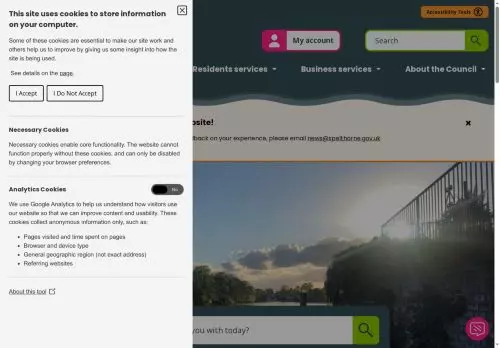 This site uses cookies to store information
on your computer.
Some of these cookies are essential to make our site work and
others help us to improve by giving us some insight into how the
site is being used.
See details on the page.
I Accept
I Do Not Accept
Necessary Cookies
Necessary cookies enable core functionality. The website cannot
function properly without these cookies, and can only be disabled
by changing your browser preferences.
Analytics Cookies
No
We use Google Analytics to help us understand how visitors use
our website so that we can improve content and usability. These
cookies collect anonymous information only, such as:
Pages visited and time spent on pages
Browser and device type
General geographic region (not exact address)
Referring websites
About this tool
Accessibility Tools
My account
Search
Residents services
Business services
About the Council
site!
back on your experience, please email news@spelthorne.gov.uk
you with today?